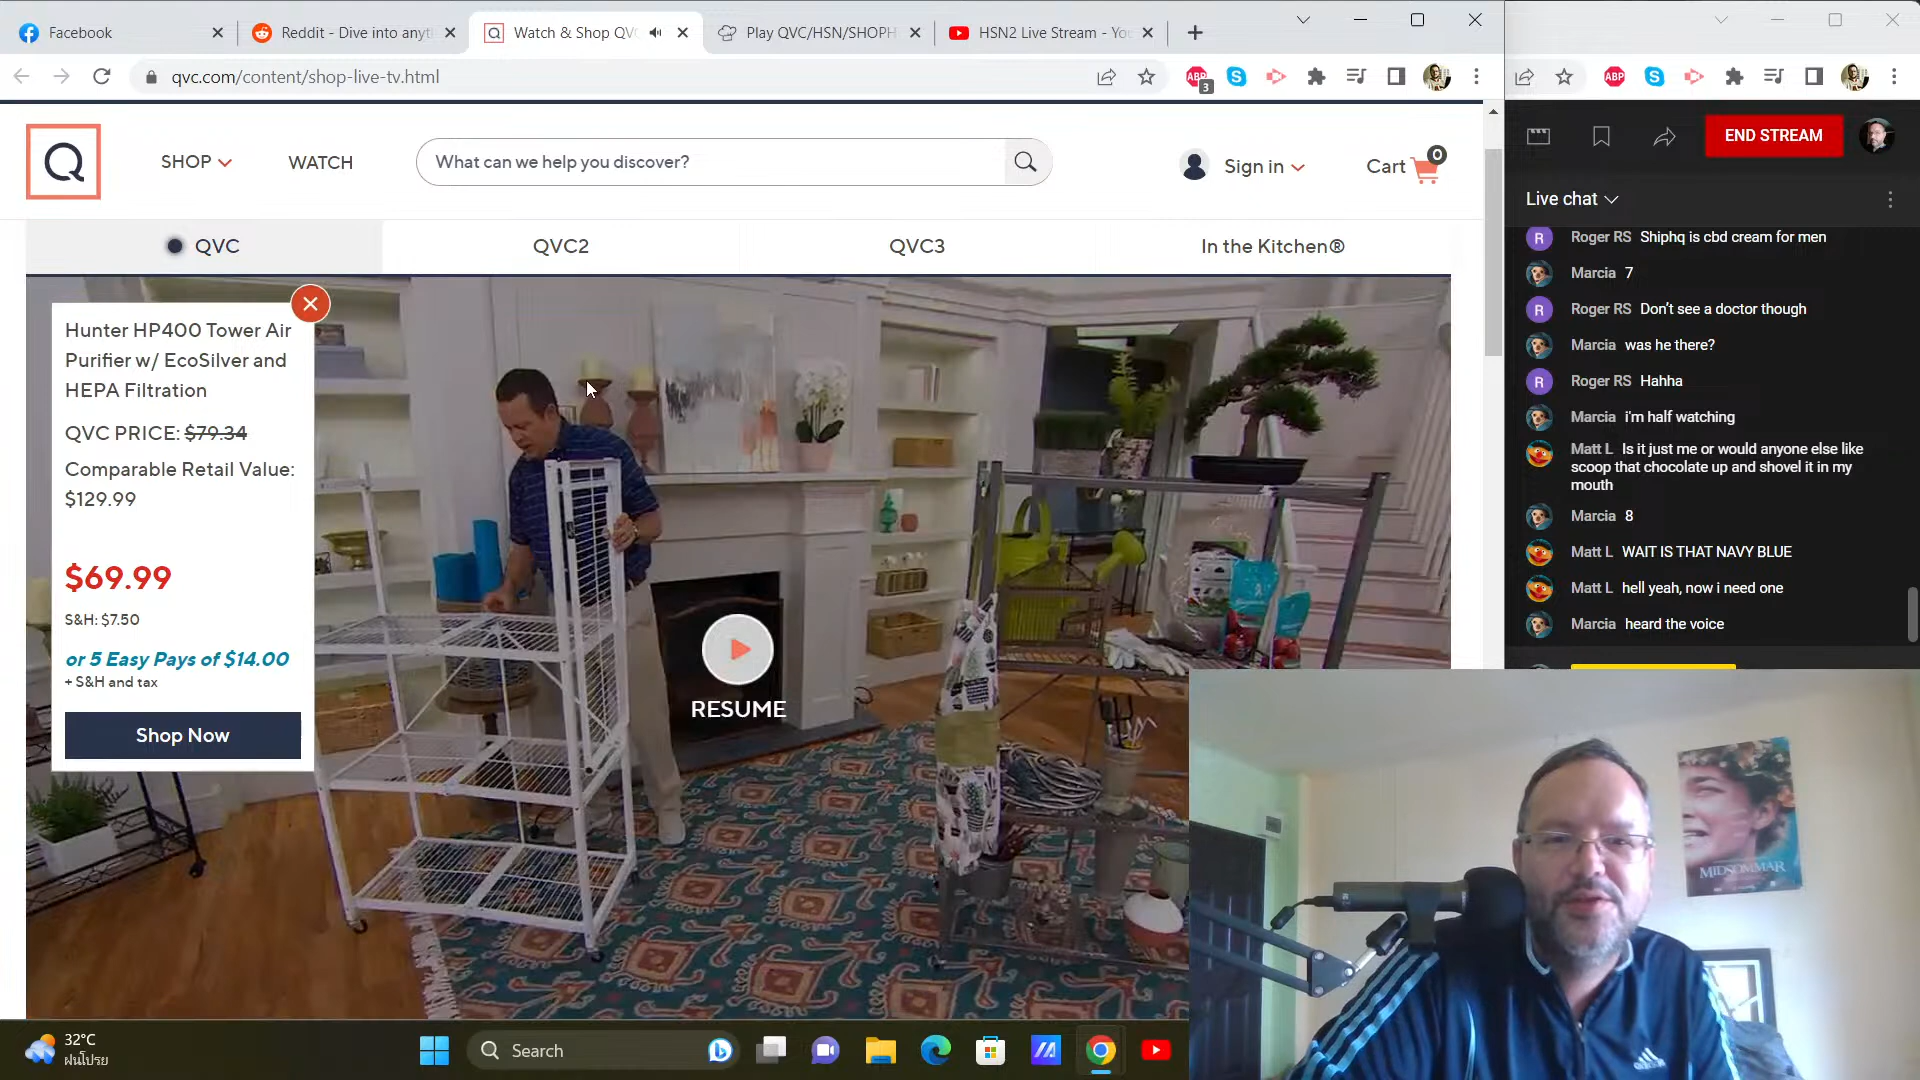 Facebook
Reddit - Dive into anyt
Watch & Shop QVC
Play QVC/HSN/SHOPH
HSN2 Live Stream - Yo
qvc.com/content/shop-live-tv.html
ABP
3
ABP
Q
SHOP
WATCH
What can we help you discover?
Sign in
Cart
0
END STREAM
QVC
QVC2
QVC3
In the Kitchen®
Hunter HP400 Tower Air
Purifier w/ EcoSilver and
HEPA Filtration
QVC PRICE: $79.34
Comparable Retail Value:
$129.99
$69.99
S&H: $7.50
or 5 Easy Pays of $14.00
+ S&H and tax
Shop Now
RESUME
Live chat
R Roger RS Shiphq is cbd cream for men
Marcia 7
R Roger RS Don't see a doctor though
Marcia was he there?
R Roger RS Hahha
Marcia i'm half watching
Matt L Is it just me or would anyone else like
scoop that chocolate up and shovel it in my
mouth
Marcia 8
Matt L WAIT IS THAT NAVY BLUE
Matt L hell yeah, now i need one
Marcia heard the voice
MIDSOMMAR
adidas
32°C
ฝนโปรย
Search